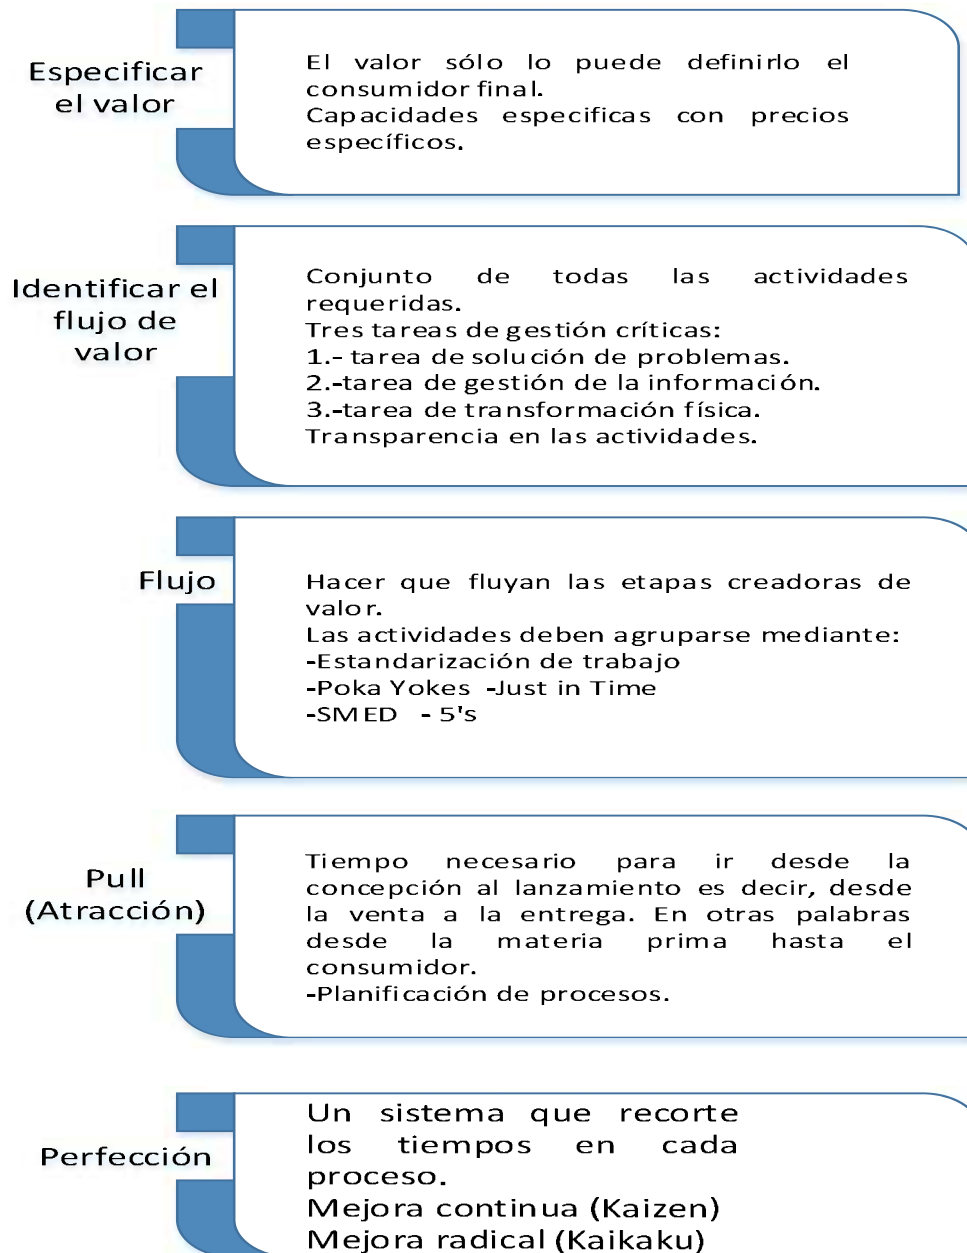 Especificar
el valor
El valor sólo lo puede definirlo el
consumidor final.
Capacidades especificas con precios
específicos.
Identificar el
flujo de
valor
Conjunto de todas las actividades
requeridas.
Tres tareas de gestión críticas:
1.- tarea de solución de problemas.
2.-tarea de gestión de la información.
3.-tarea de transformación física.
Transparencia en las actividades.
Flujo
Hacer que fluyan las etapas creadoras de
valor.
Las actividades deben agruparse mediante:
-Estandarización de trabajo
-Poka Yokes -Just in Time
-SMED - 5's
Pull
(Atracción)
Tiempo necesario para ir desde la
concepción al lanzamiento es decir, desde
la venta a la entrega. En otras palabras
desde la materia prima hasta el
consumidor.
-Planificación de procesos.
Perfección
Un sistema que recorte
los tiempos en cada
proceso.
Mejora continua (Kaizen)
Mejora radical (Kaikaku)